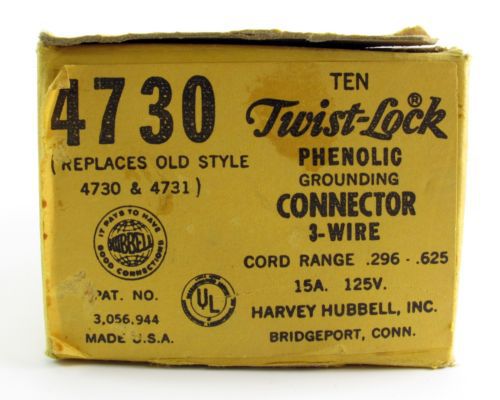 4730
(REPLACES OLD STYLE
4730 & 4731)
IT PAYS TO HAVE
HUBBELL
GOOD CONNECTIONS
PAT. NO.
3,056,944
MADE U.S.A.
UL
TEN
Twist-Lock®
PHENOLIC
GROUNDING
CONNECTOR
3-WIRE
CORD RANGE .296 - .625
15A. 125V.
HARVEY HUBBELL, INC.
BRIDGEPORT, CONN.